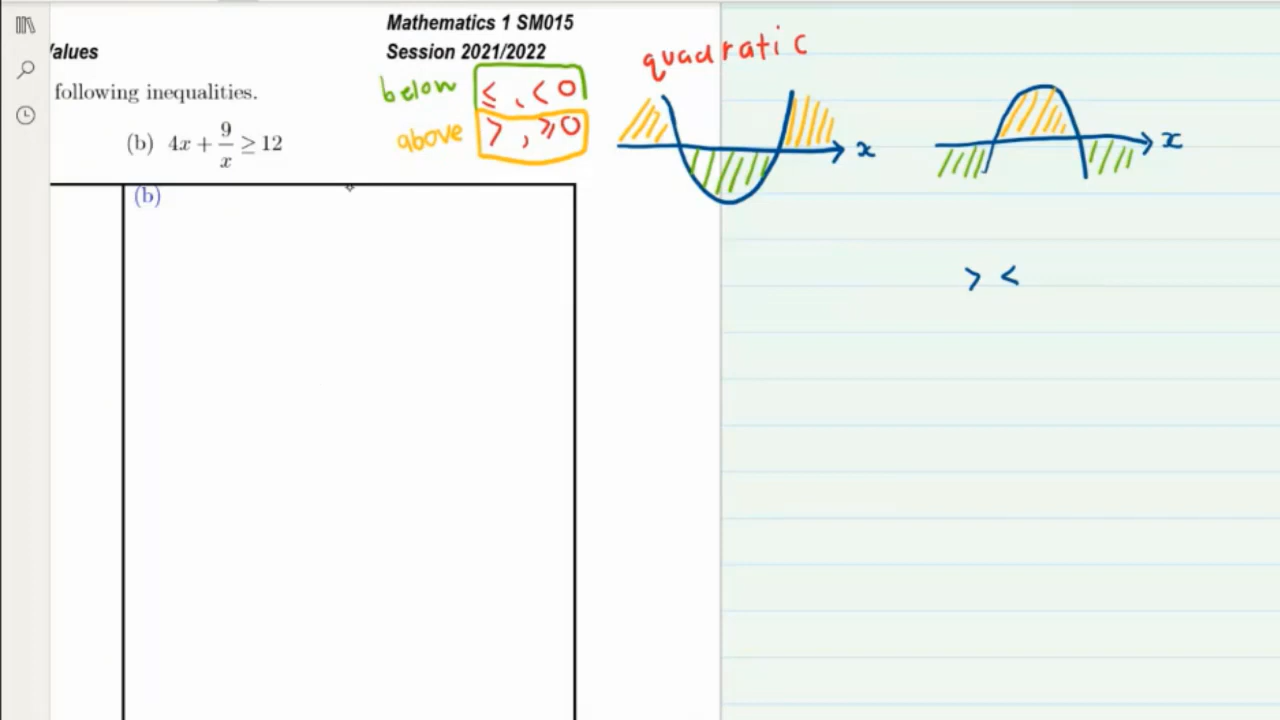 Mathematics 1 SM015
Values
Session 2021/2022
following inequalities.
(b) 4x + 9/x ≥ 12
(b)
below ≤ , < 0
above > , ≥ 0
quadratic
x
x
> <